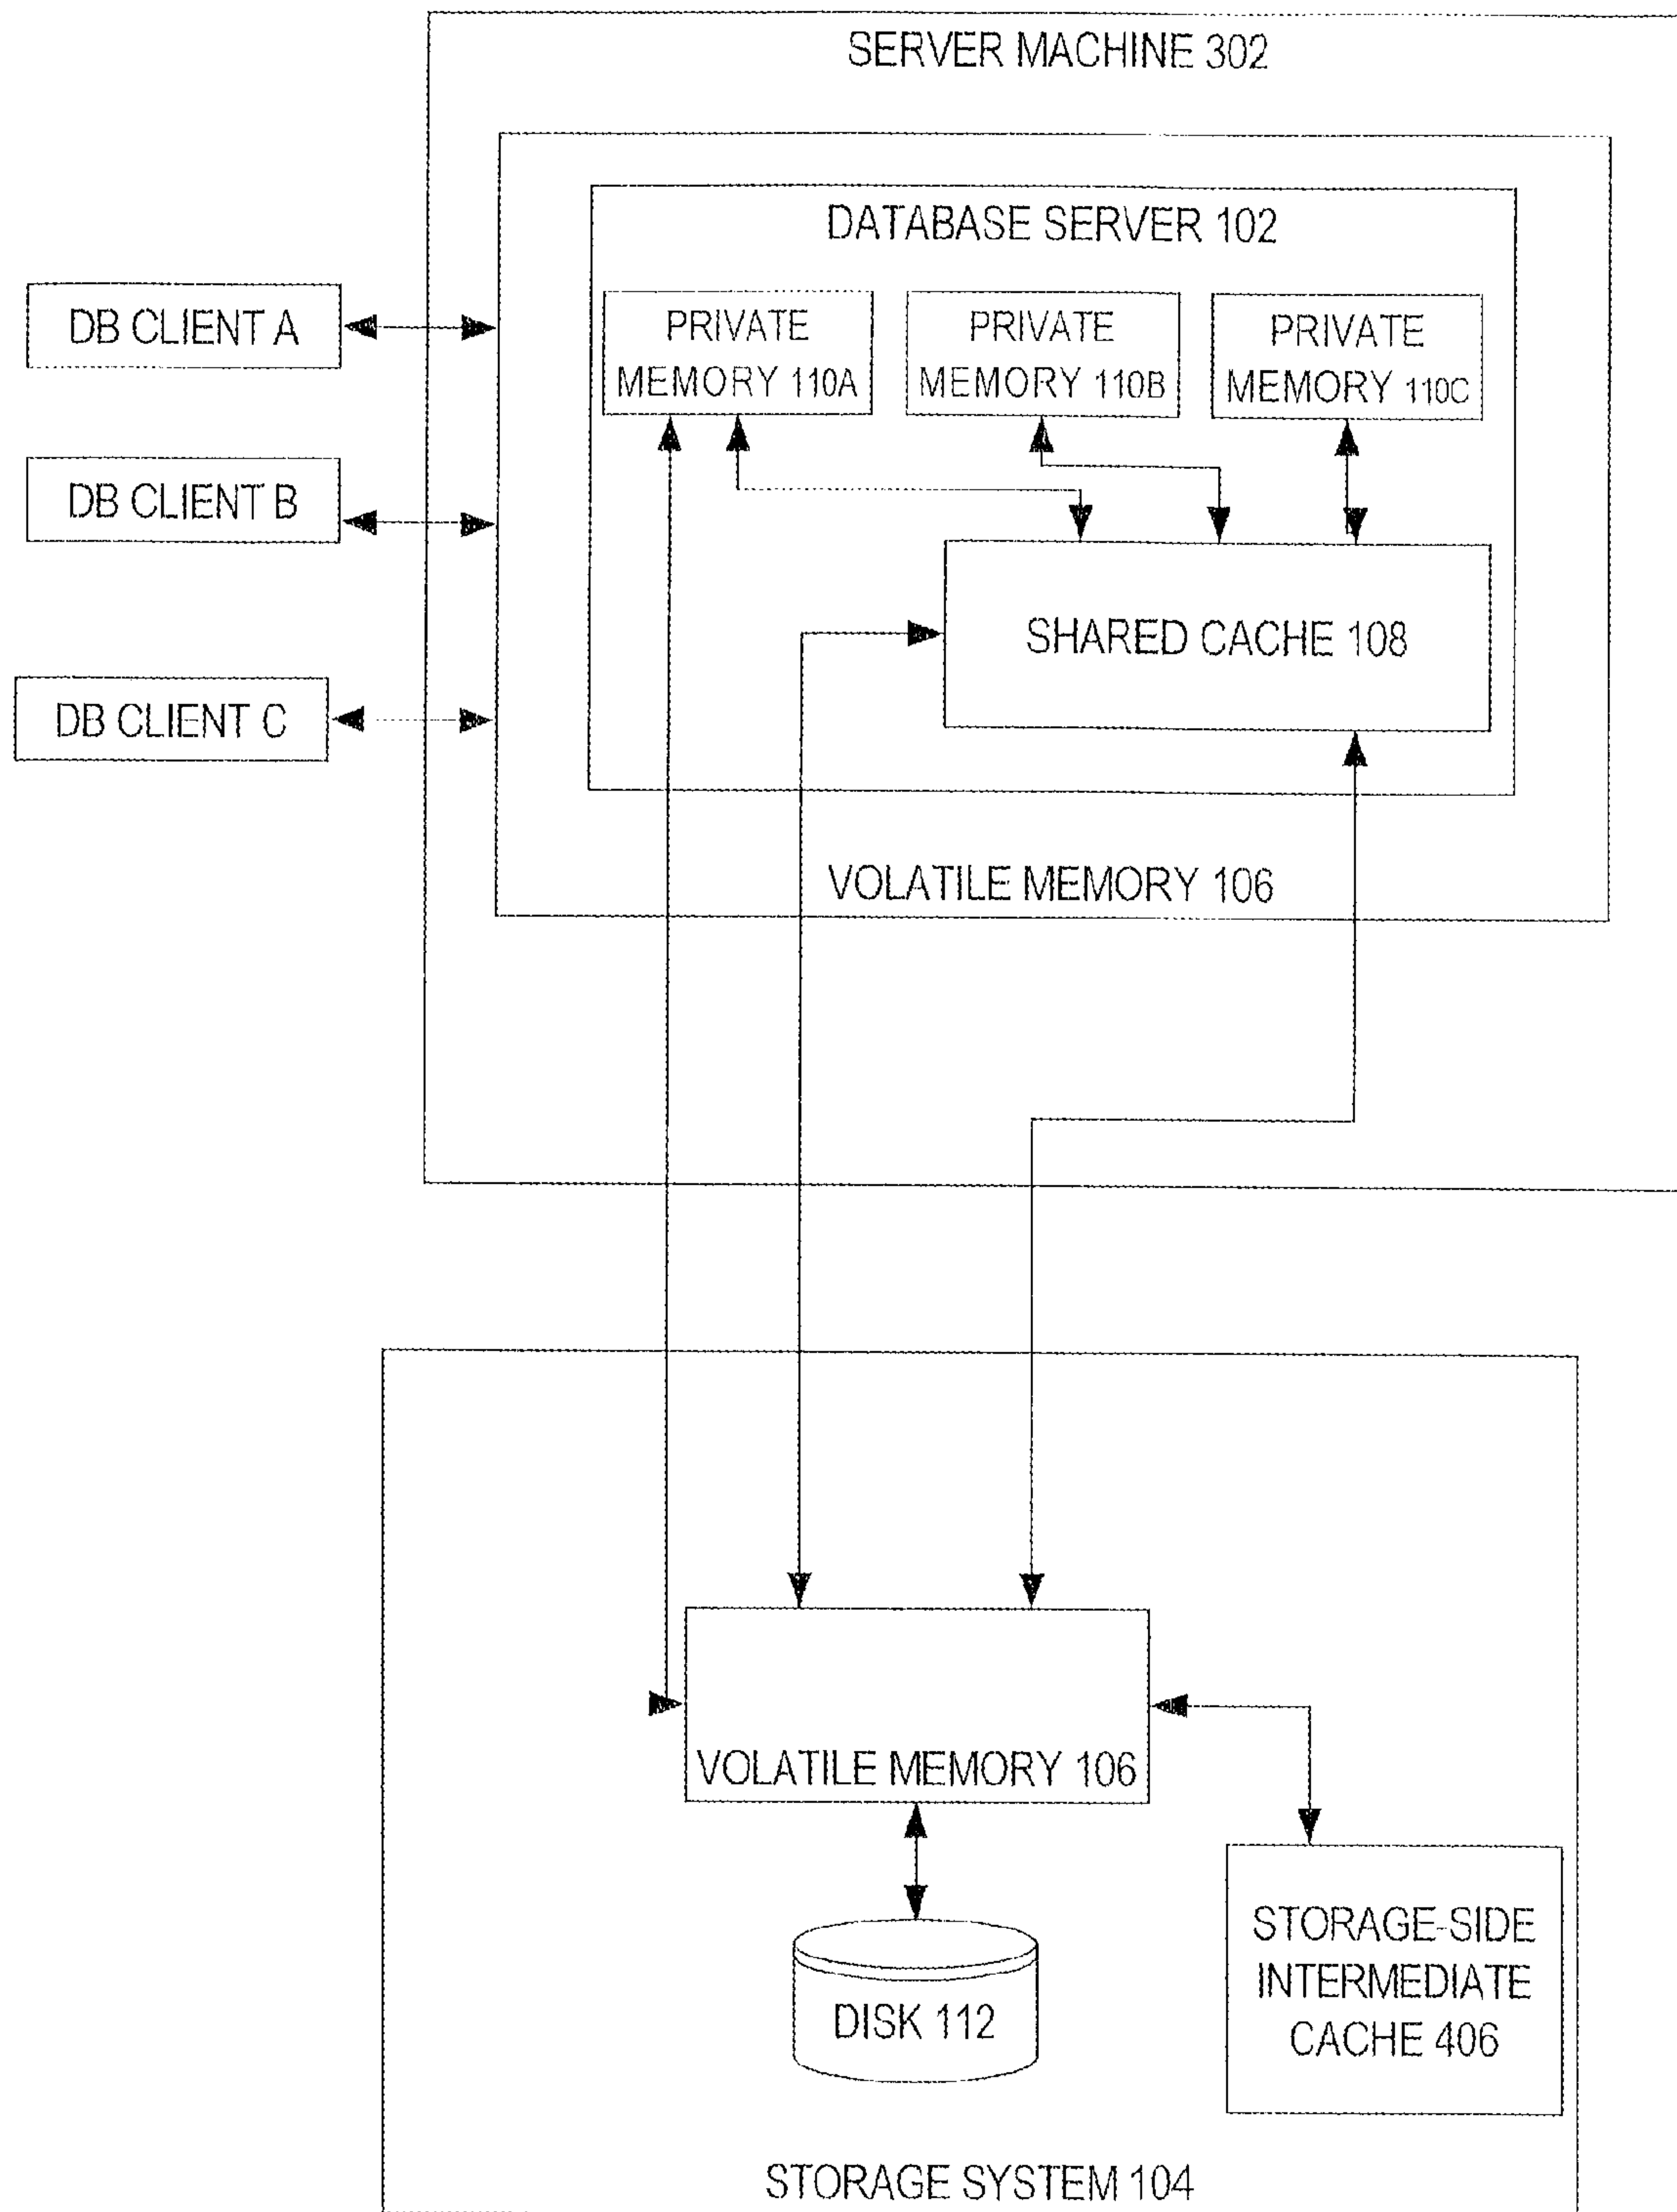 SERVER MACHINE 302
DATABASE SERVER 102
DB CLIENT A
PRIVATE
MEMORY 110A
PRIVATE
MEMORY 110B
PRIVATE
MEMORY 110C
DB CLIENT B
SHARED CACHE 108
DB CLIENT C
VOLATILE MEMORY 106
VOLATILE MEMORY 106
DISK 112
STORAGE-SIDE
INTERMEDIATE
CACHE 406
STORAGE SYSTEM 104